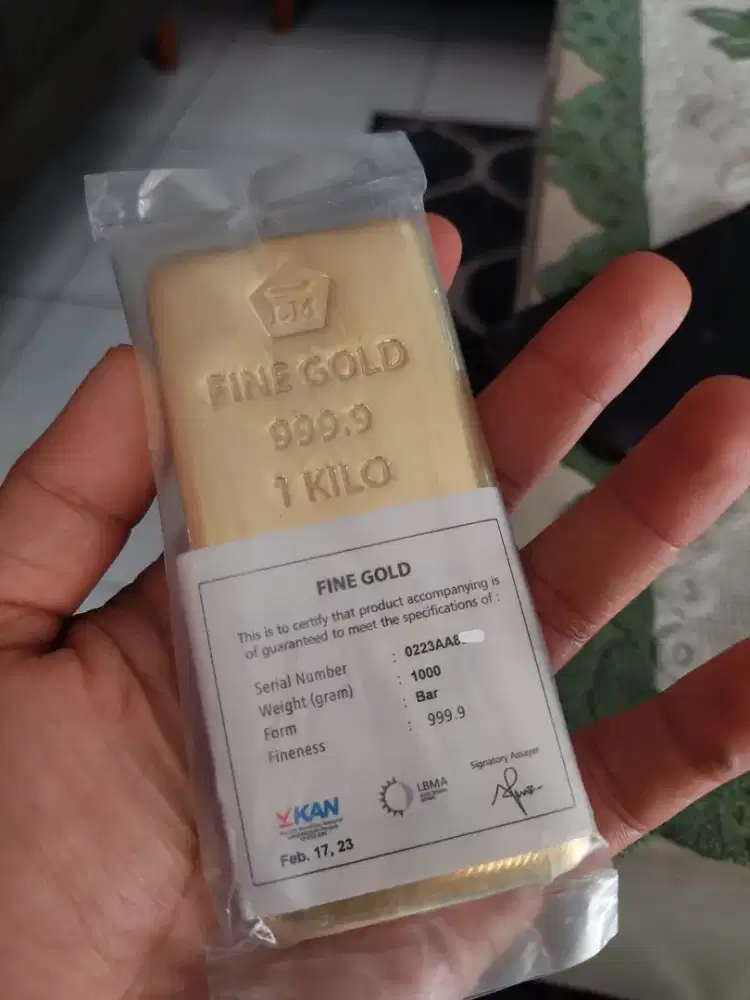 LM
FINE GOLD
999.9
1 KILO
FINE GOLD
This is to certify that product accompanying is
of guaranteed to meet the specifications of :
Serial Number : 0223AA8
Weight (gram) : 1000
Form : Bar
Fineness : 999.9
Signatory Assayer
KAN
LBMA
Feb. 17, 23